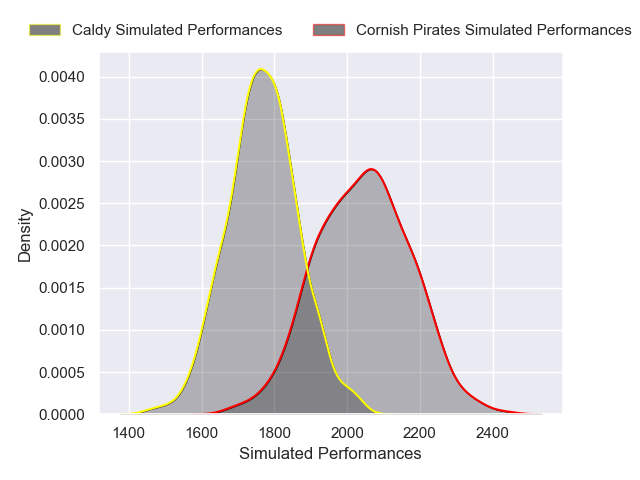 Caldy Simulated Performances Cornish Pirates Simulated Performances
0.0040
0.0035
0.0030
0.0025
0.0020
0.0015
0.0010
0.0005
0.0000
Density
1400 1600 1800 2000 2200 2400
Simulated Performances